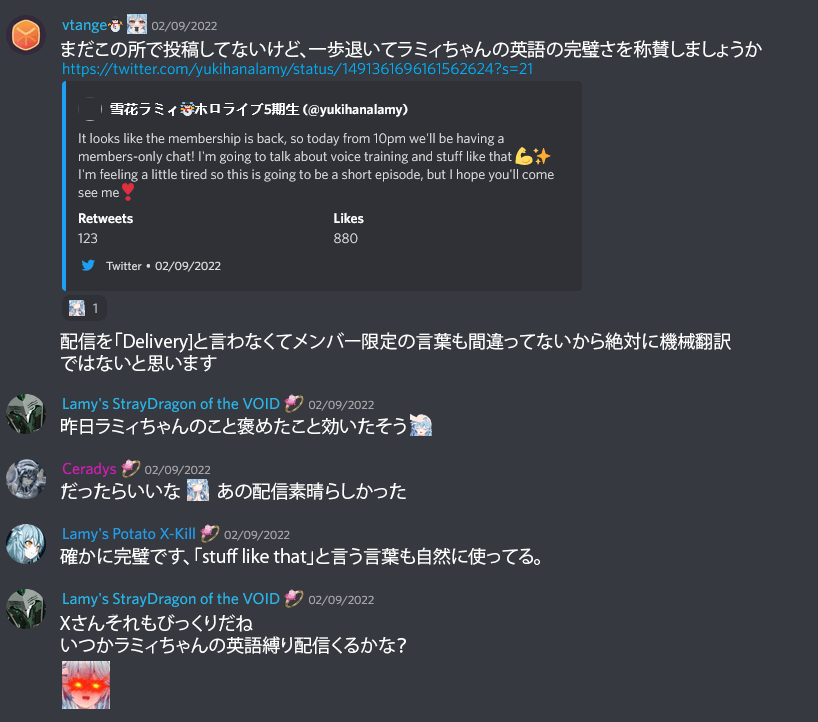 vtange 02/09/2022
まだこの所で投稿してないけど、一歩退いてラミィちゃんの英語の完璧さを称賛しましょうか
https://twitter.com/yukihanalamy/status/1491361696161562624?s=21
雪花ラミィ☃ホロライブ5期生 (@yukihanalamy)
It looks like the membership is back, so today from 10pm we'll be having a
members-only chat! I'm going to talk about voice training and stuff like that💪✨
I'm feeling a little tired so this is going to be a short episode, but I hope you'll come
see me❣️
Retweets Likes
123 880
Twitter • 02/09/2022
1
配信を「Delivery]と言わなくてメンバー限定の言葉も間違ってないから絶対に機械翻訳
ではないと思います
Lamy's StrayDragon of the VOID 02/09/2022
昨日ラミィちゃんのこと褒めたこと効いたそう
Ceradys 02/09/2022
だったらいいな あの配信素晴らしかった
Lamy's Potato X-Kill 02/09/2022
確かに完璧です、「stuff like that」と言う言葉も自然に使ってる。
Lamy's StrayDragon of the VOID 02/09/2022
Xさんそれもびっくりだね
いつかラミィちゃんの英語縛り配信くるかな?